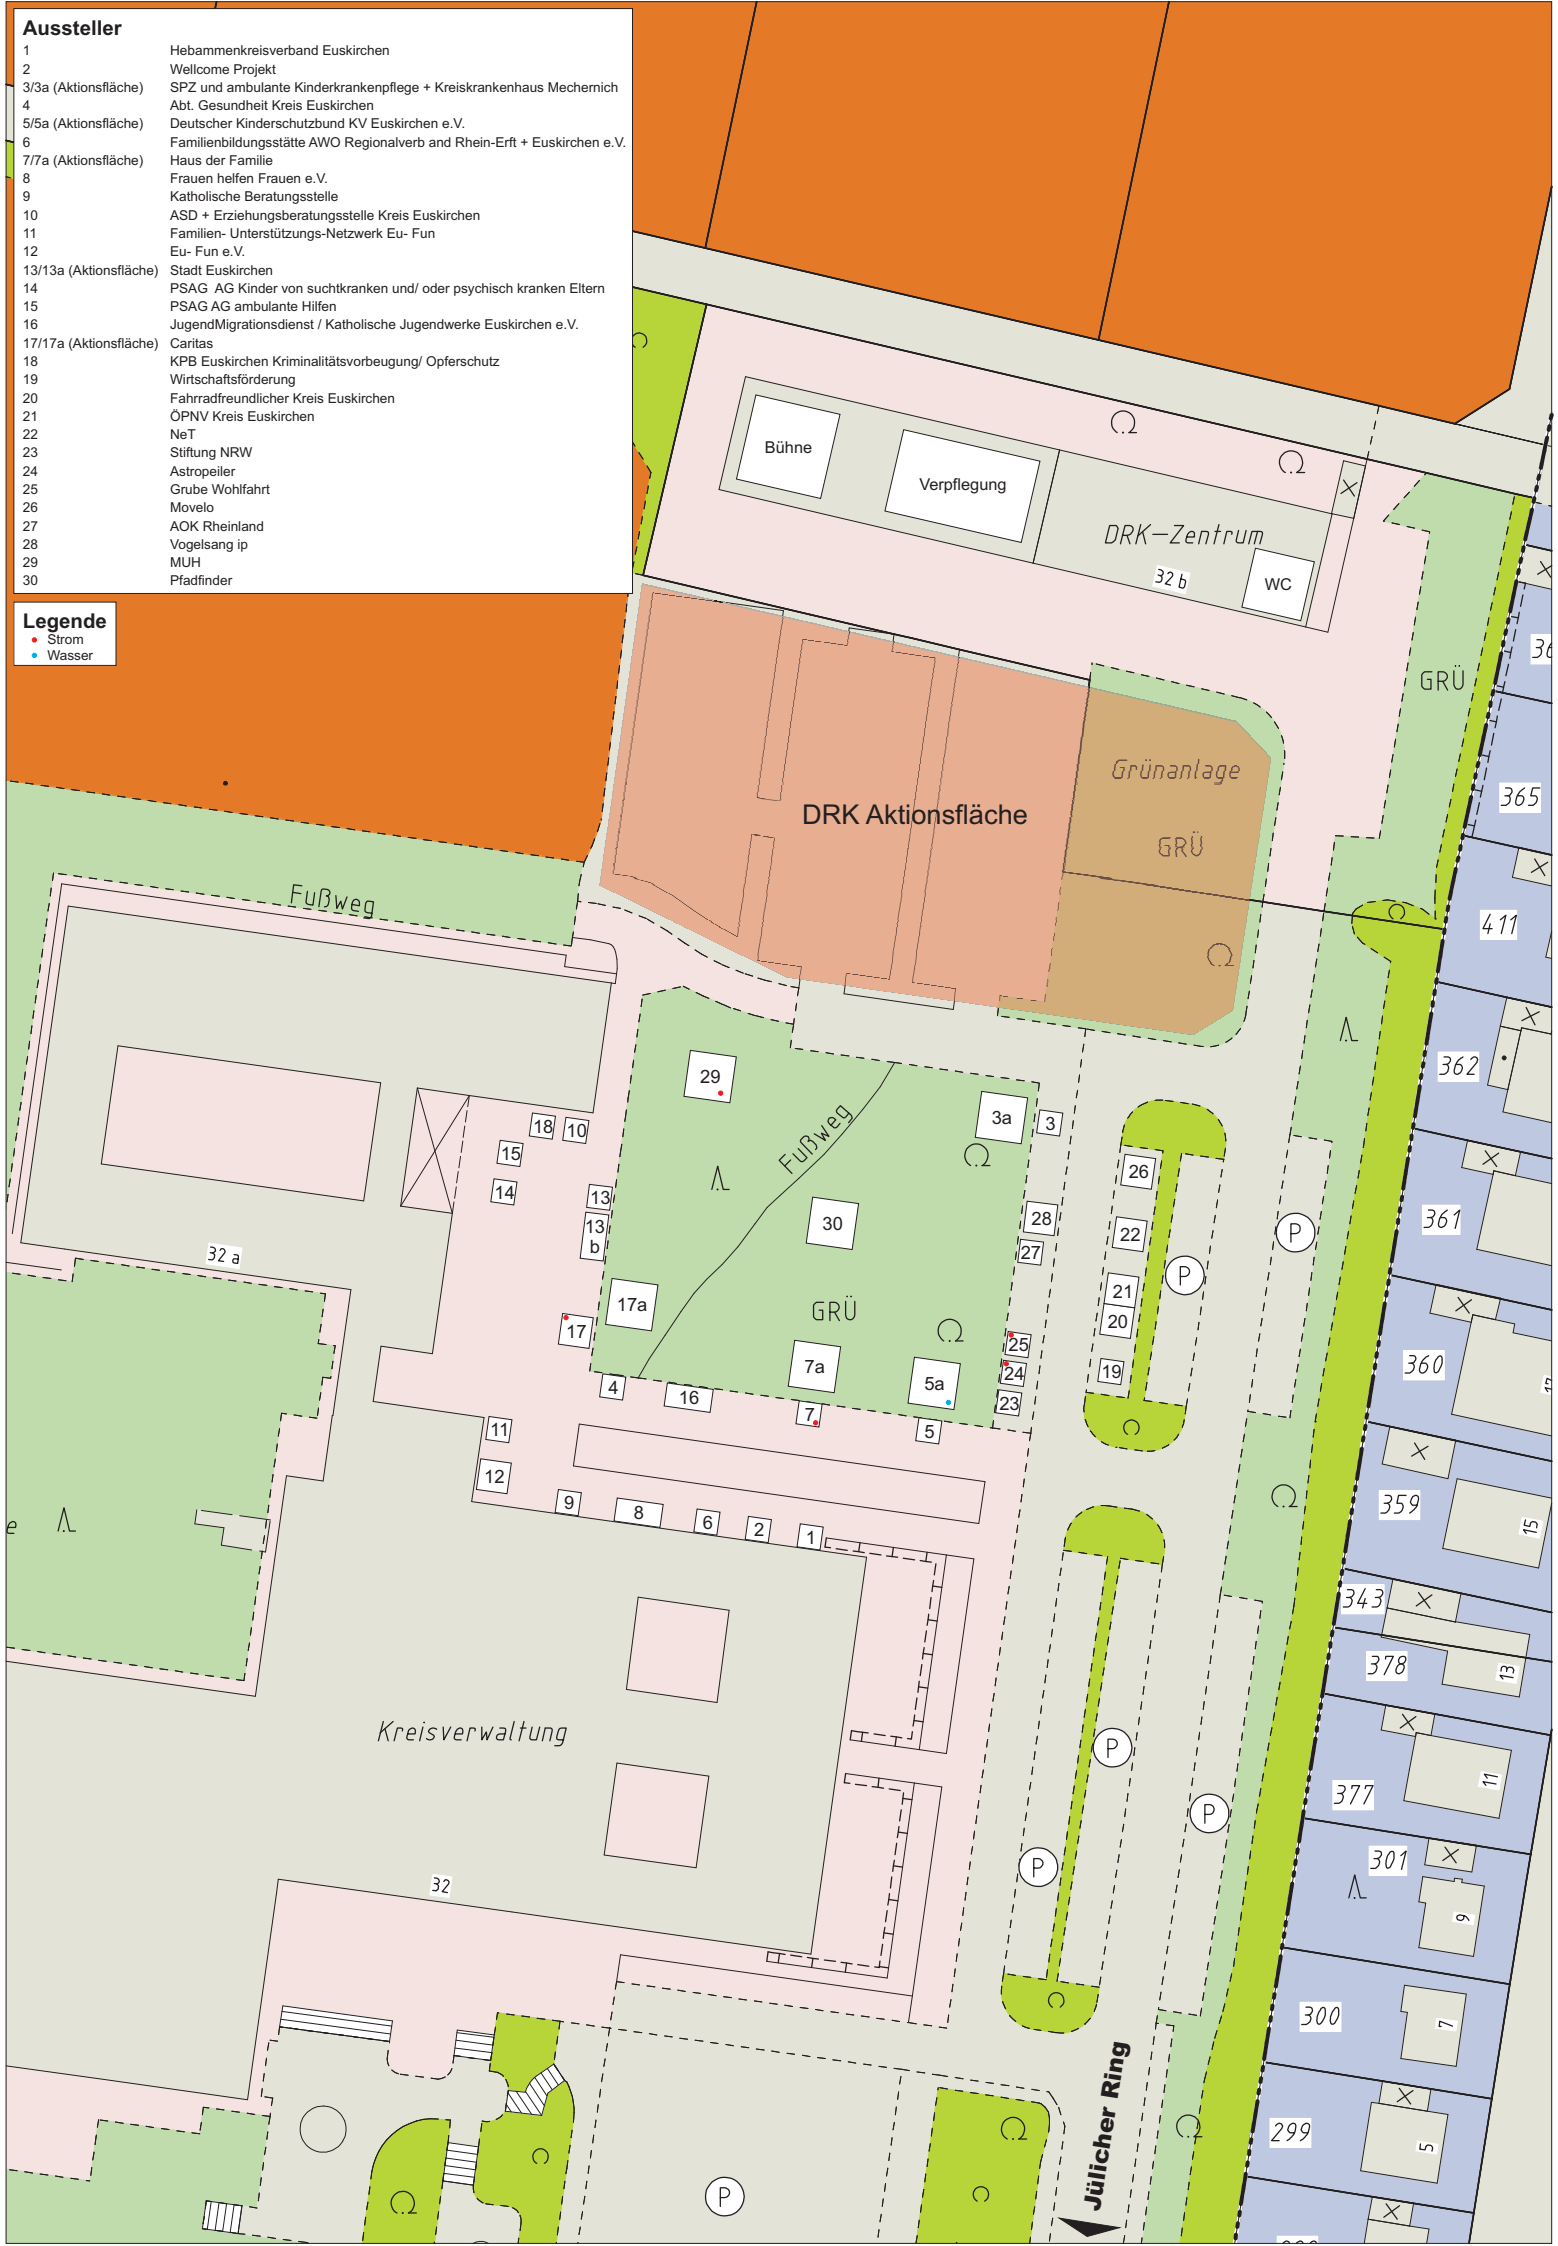 Aussteller
1 Hebammenkreisverband Euskirchen
2 Wellcome Projekt
3/3a (Aktionsfläche) SPZ und ambulante Kinderkrankenpflege + Kreiskrankenhaus Mechernich
4 Abt. Gesundheit Kreis Euskirchen
5/5a (Aktionsfläche) Deutscher Kinderschutzbund KV Euskirchen e.V.
6 Familienbildungsstätte AWO Regionalverb and Rhein-Erft + Euskirchen e.V.
7/7a (Aktionsfläche) Haus der Familie
8 Frauen helfen Frauen e.V.
9 Katholische Beratungsstelle
10 ASD + Erziehungsberatungsstelle Kreis Euskirchen
11 Familien- Unterstützungs-Netzwerk Eu- Fun
12 Eu- Fun e.V.
13/13a (Aktionsfläche) Stadt Euskirchen
14 PSAG AG Kinder von suchtkranken und/ oder psychisch kranken Eltern
15 PSAG AG ambulante Hilfen
16 JugendMigrationsdienst / Katholische Jugendwerke Euskirchen e.V.
17/17a (Aktionsfläche) Caritas
18 KPB Euskirchen Kriminalitätsvorbeugung/ Opferschutz
19 Wirtschaftsförderung
20 Fahrradfreundlicher Kreis Euskirchen
21 ÖPNV Kreis Euskirchen
22 NeT
23 Stiftung NRW
24 Astropeiler
25 Grube Wohlfahrt
26 Movelo
27 AOK Rheinland
28 Vogelsang ip
29 MUH
30 Pfadfinder
Legende
Strom
Wasser
Bühne
Verpflegung
DRK-Zentrum
32 b
WC
GRÜ
365
Grünanlage
DRK Aktionsfläche
GRÜ
Fußweg
411
362
29
3a
3
18
10
15
14
Fußweg
26
13
13
b
30
28
22
27
361
P
P
32 a
17a
17
GRÜ
21
20
25
24
23
19
7a
5a
4
16
7
5
360
11
12
9
8
6
2
1
359
15
343
378
13
Kreisverwaltung
P
377
11
P
P
301
9
32
300
7
Jülicher Ring
299
5
P